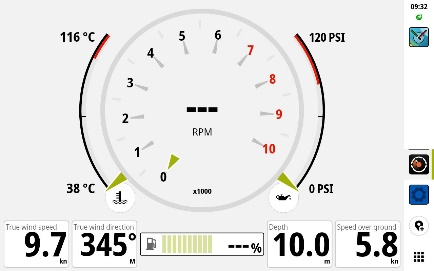 09:32
116 °C
120 PSI
0
1
2
3
4
5
6
7
8
9
10
---
RPM
x1000
38 °C
0 PSI
True wind speed
9.7 kn
True wind direction
345° M
---%
Depth
10.0 m
Speed over ground
5.8 kn